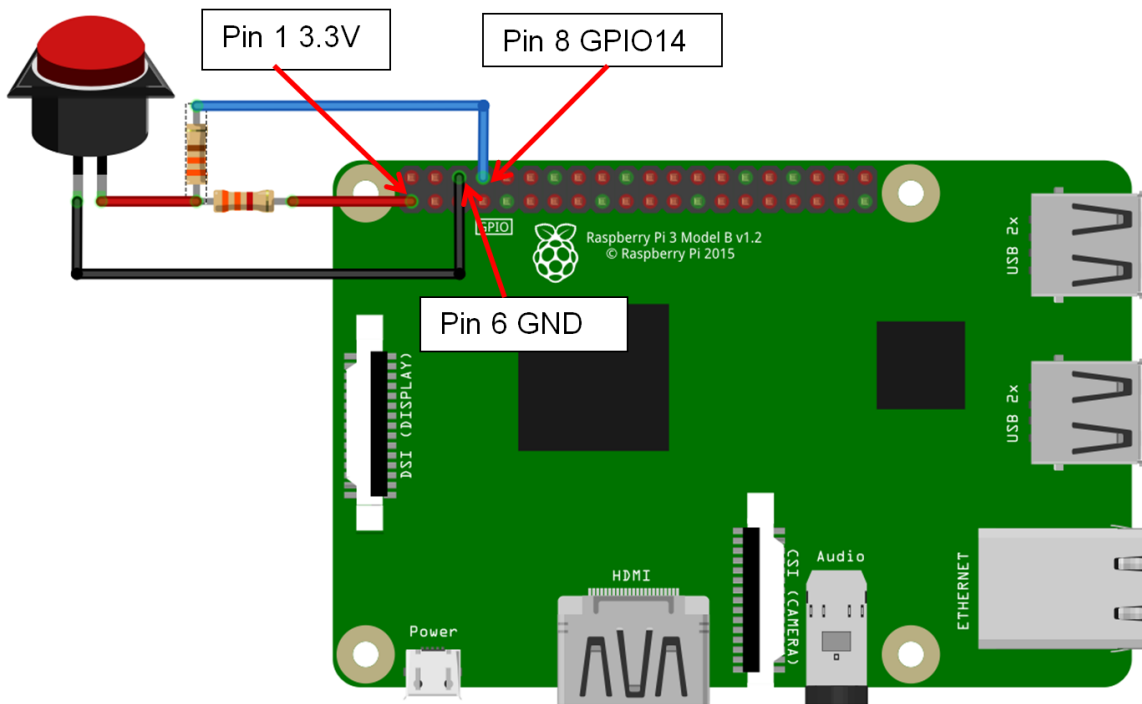 Pin 1 3.3V
Pin 8 GPIO14
GPIO
Raspberry Pi 3 Model B v1.2
© Raspberry Pi 2015
Pin 6 GND
USB 2x
DSI (DISPLAY)
USB 2x
HDMI
CSI (CAMERA)
Audio
ETHERNET
Power